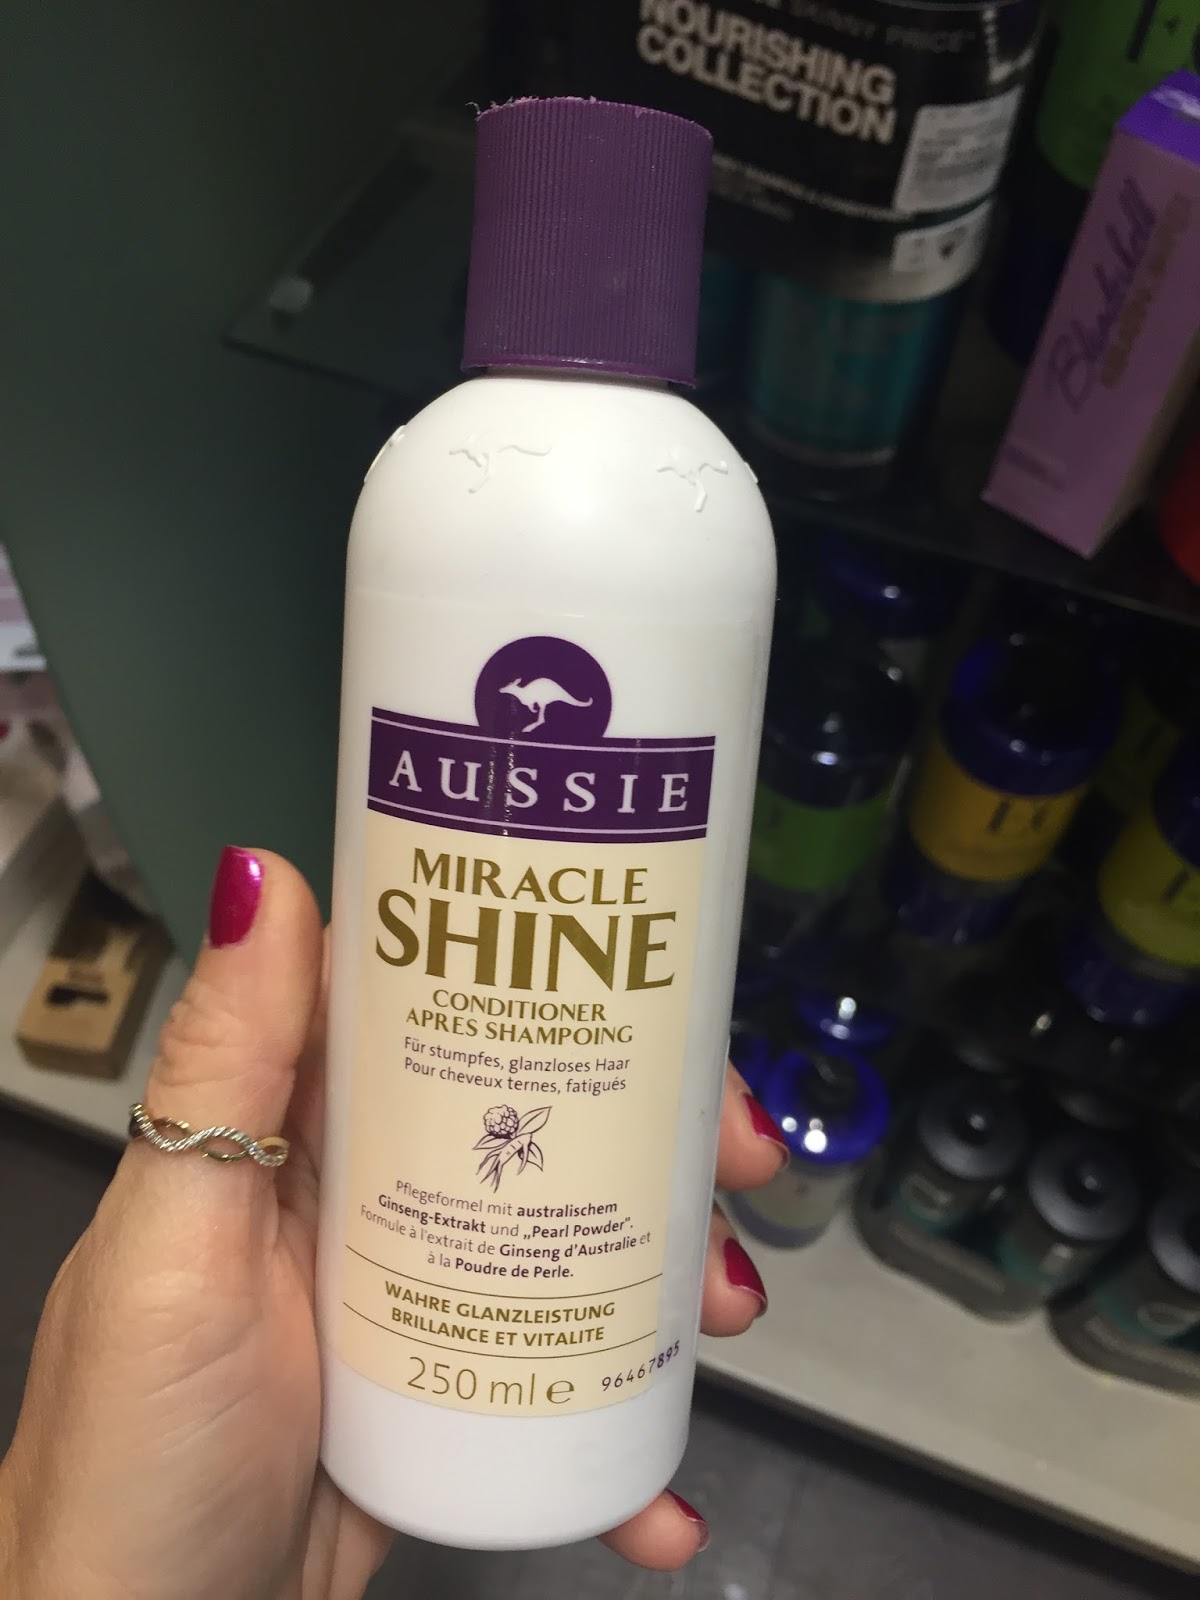 SKINNY PRICE™
NOURISHING
COLLECTION
AUSSIE
MIRACLE
SHINE
CONDITIONER
APRES SHAMPOING
Für stumpfes, glanzloses Haar
Pour cheveux ternes, fatigués
Pflegeformel mit australischem
Ginseng-Extrakt und „Pearl Powder".
Formule à l'extrait de Ginseng d'Australie et
à la Poudre de Perle.
WAHRE GLANZLEISTUNG
BRILLANCE ET VITALITE
250 ml e
96467895